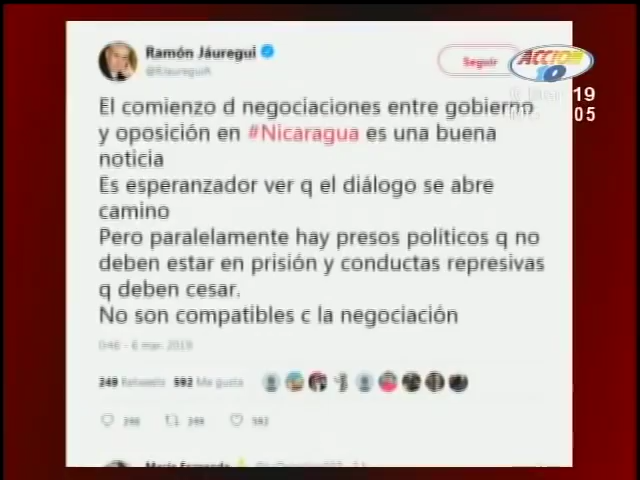 Ramón Jáuregui
@RJaureguiA
Seguir
ACCION
10
19
05
El comienzo d negociaciones entre gobierno
y oposición en #Nicaragua es una buena
noticia
Es esperanzador ver q el diálogo se abre
camino
Pero paralelamente hay presos políticos q no
deben estar en prisión y conductas represivas
q deben cesar.
No son compatibles c la negociación
6 mar. 2019
Retweets 592 Me gusta
592